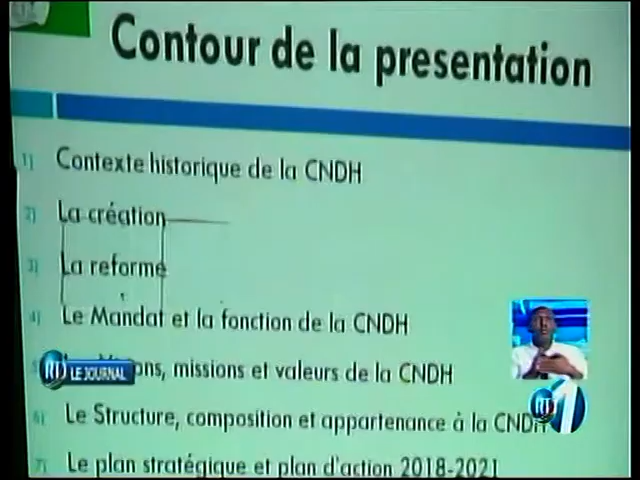 Contour de la presentation
1) Contexte historique de la CNDH
2) La création
3) La reforme
4) Le Mandat et la fonction de la CNDH
ons, missions et valeurs de la CNDH
6) Le Structure, composition et appartenance à la CNDH
7) Le plan stratégique et plan d'action 2018-2021
LE JOURNAL